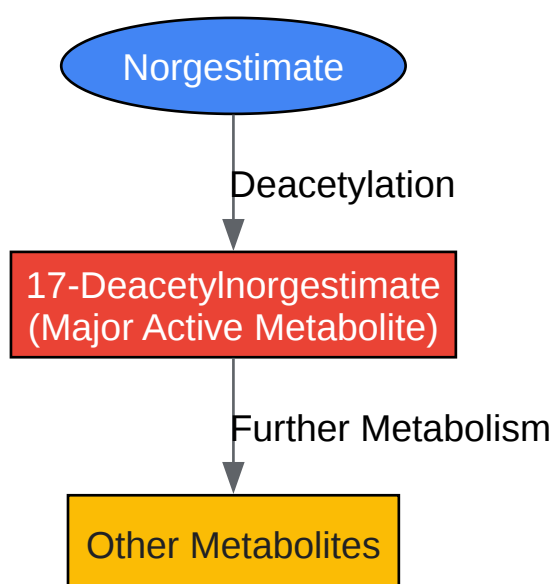 Norgestimate
Deacetylation
17-Deacetylnorgestimate
(Major Active Metabolite)
Further Metabolism
Other Metabolites